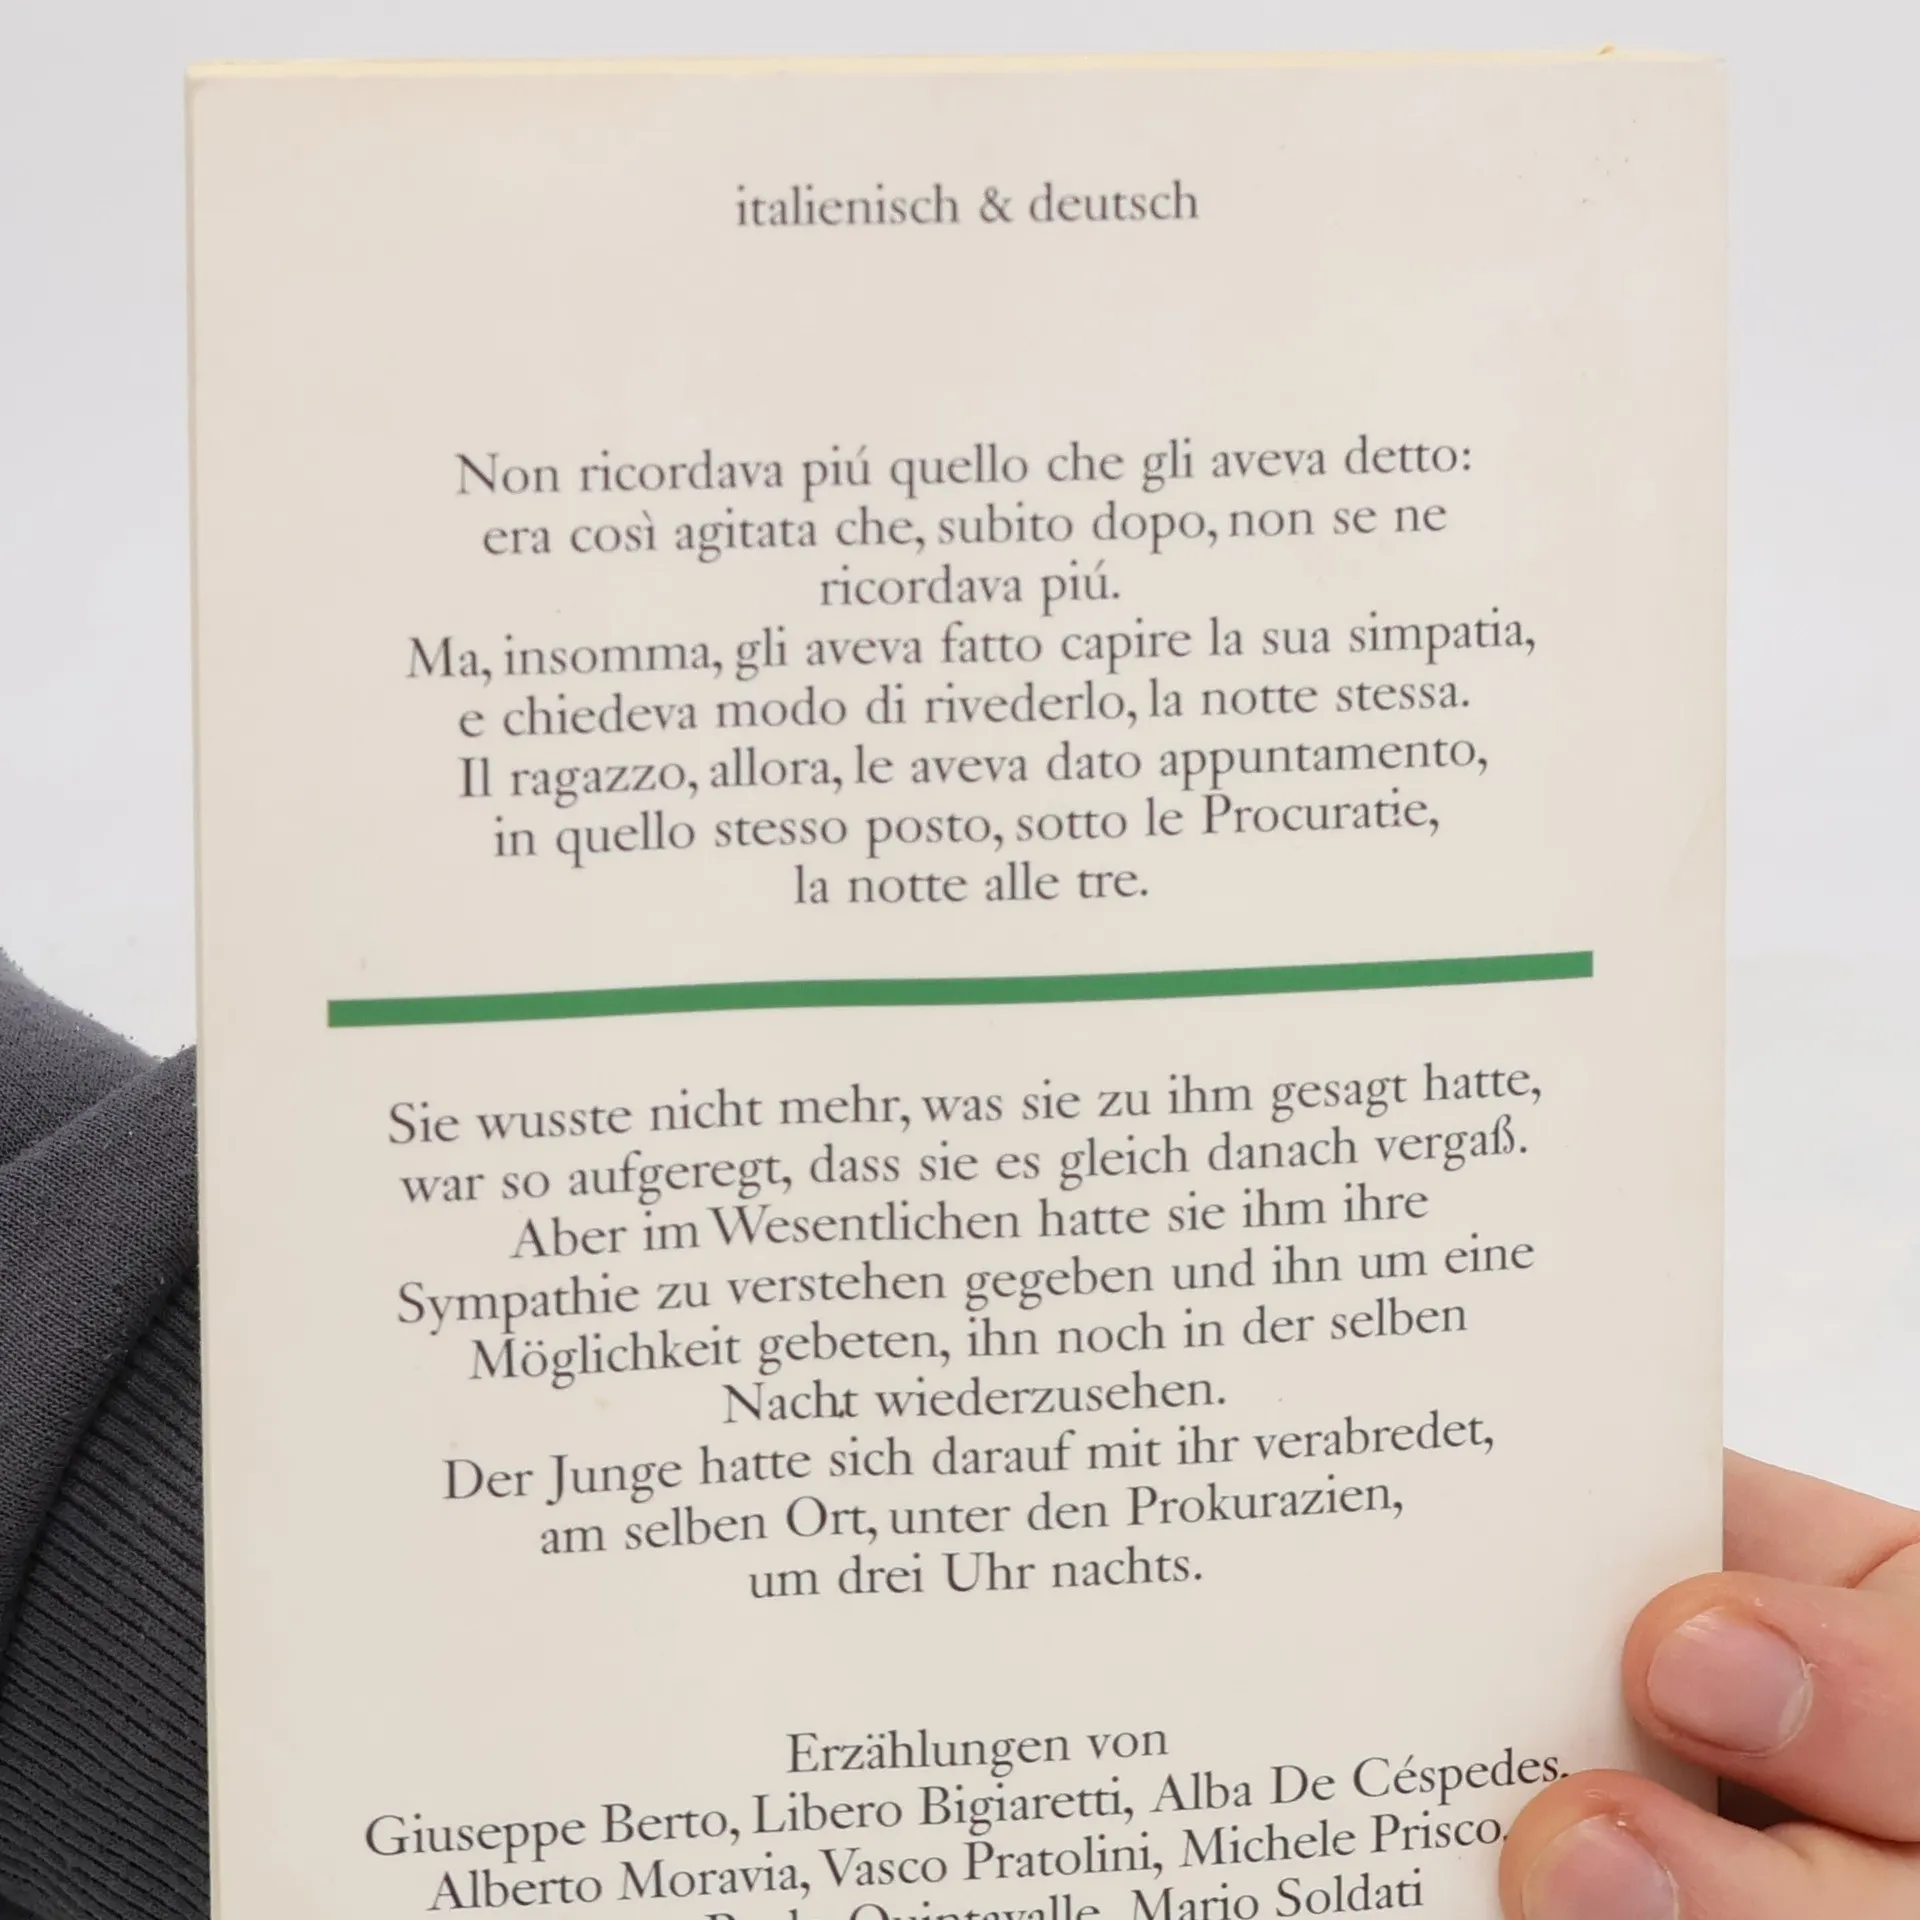 italienisch & deutsch
Non ricordava piú quello che gli aveva detto:
era così agitata che, subito dopo, non se ne
ricordava piú.
Ma, insomma, gli aveva fatto capire la sua simpatia,
e chiedeva modo di rivederlo, la notte stessa.
Il ragazzo, allora, le aveva dato appuntamento,
in quello stesso posto, sotto le Procuratie,
la notte alle tre.
Sie wusste nicht mehr, was sie zu ihm gesagt hatte,
war so aufgeregt, dass sie es gleich danach vergaß.
Aber im Wesentlichen hatte sie ihm ihre
Sympathie zu verstehen gegeben und ihn um eine
Möglichkeit gebeten, ihn noch in der selben
Nacht wiederzusehen.
Der Junge hatte sich darauf mit ihr verabredet,
am selben Ort, unter den Prokurazien,
um drei Uhr nachts.
Erzählungen von
Giuseppe Berto, Libero Bigiaretti, Alba De Céspedes,
Alberto Moravia, Vasco Pratolini, Michele Prisco,
Quintavalle, Mario Soldati